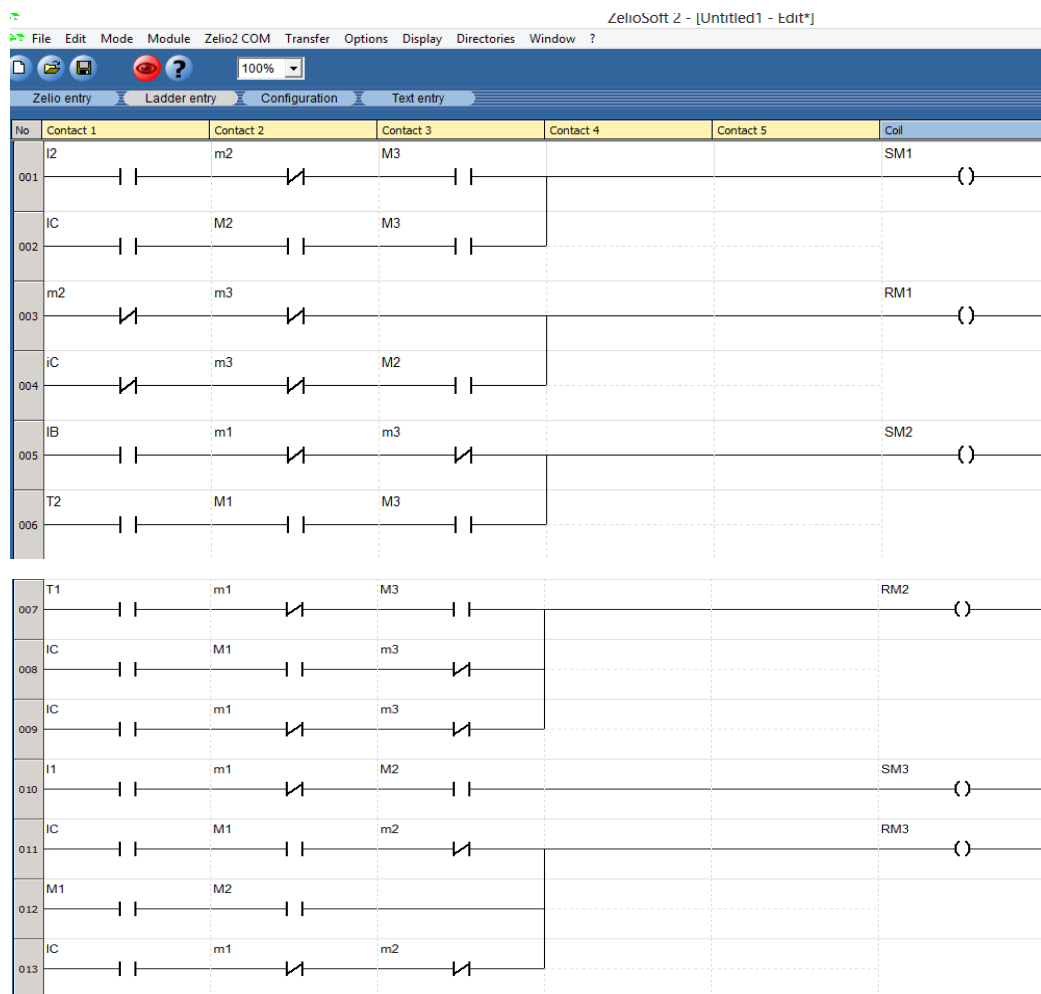 ZelioSoft 2 - [Untitled1 - Edit*]
File Edit Mode Module Zelio2 COM Transfer Options Display Directories Window ?
100%
Zelio entry Ladder entry Configuration Text entry
No Contact 1 Contact 2 Contact 3 Contact 4 Contact 5 Coil
I2 m2 M3 SM1
001
IC M2 M3
002
m2 m3 RM1
003
iC m3 M2
004
IB m1 m3 SM2
005
T2 M1 M3
006
T1 m1 M3 RM2
007
IC M1 m3
008
IC m1 m3
009
I1 m1 M2 SM3
010
IC M1 m2 RM3
011
M1 M2
012
IC m1 m2
013